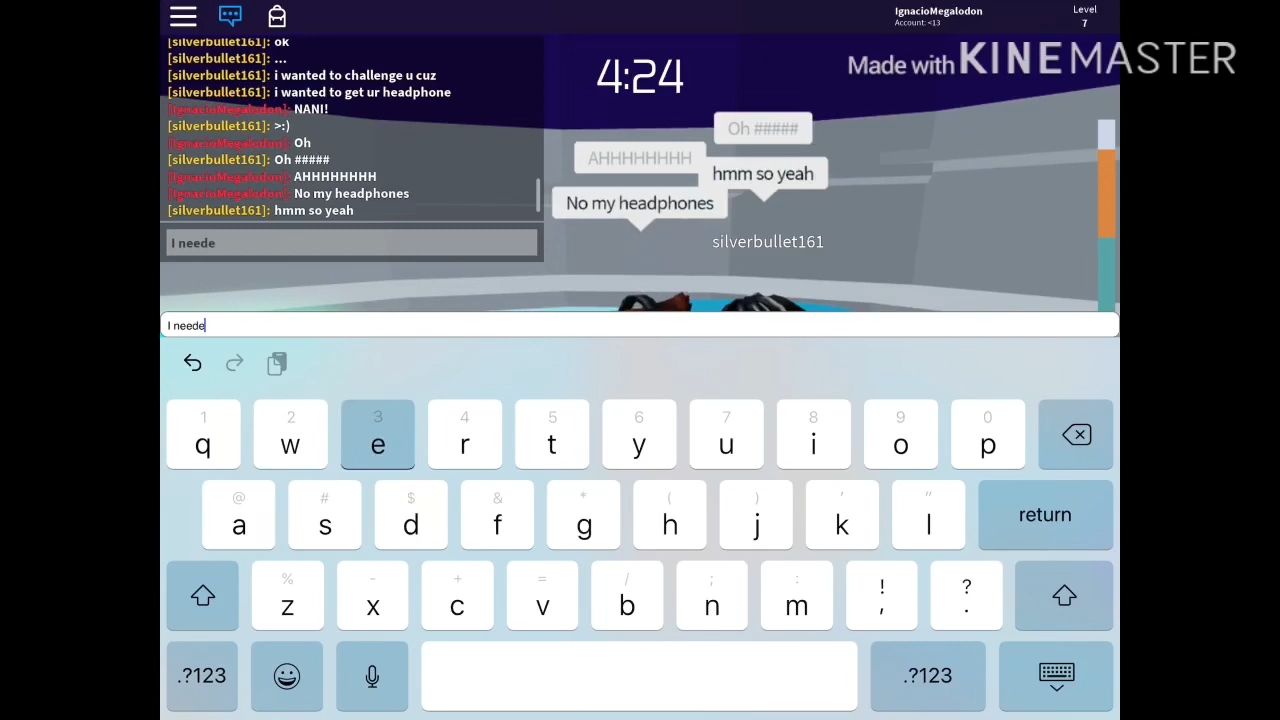 IgnacioMegalodon
Account: <13
Level
7
[silverbullet161]: ok
[silverbullet161]: ...
[silverbullet161]: i wanted to challenge u cuz
[silverbullet161]: i wanted to get ur headphone
[IgnacioMegalodon]: NANI!
[silverbullet161]: >:)
[IgnacioMegalodon]: Oh
[silverbullet161]: Oh #####
[IgnacioMegalodon]: AHHHHHHHH
[IgnacioMegalodon]: No my headphones
[silverbullet161]: hmm so yeah
I neede
4:24
Made with KINEMASTER
Oh #####
AHHHHHHHH
hmm so yeah
No my headphones
silverbullet161
I neede
1 2 3 4 5 6 7 8 9 0
q w e r t y u i o p
@ # $ & * ( ) ' "
a s d f g h j k l return
% - + = / ; : ! ?
z x c v b n m , .
.?123 .?123